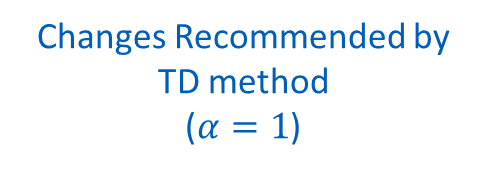 Changes Recommended by
TD method
(𝛼 = 1)